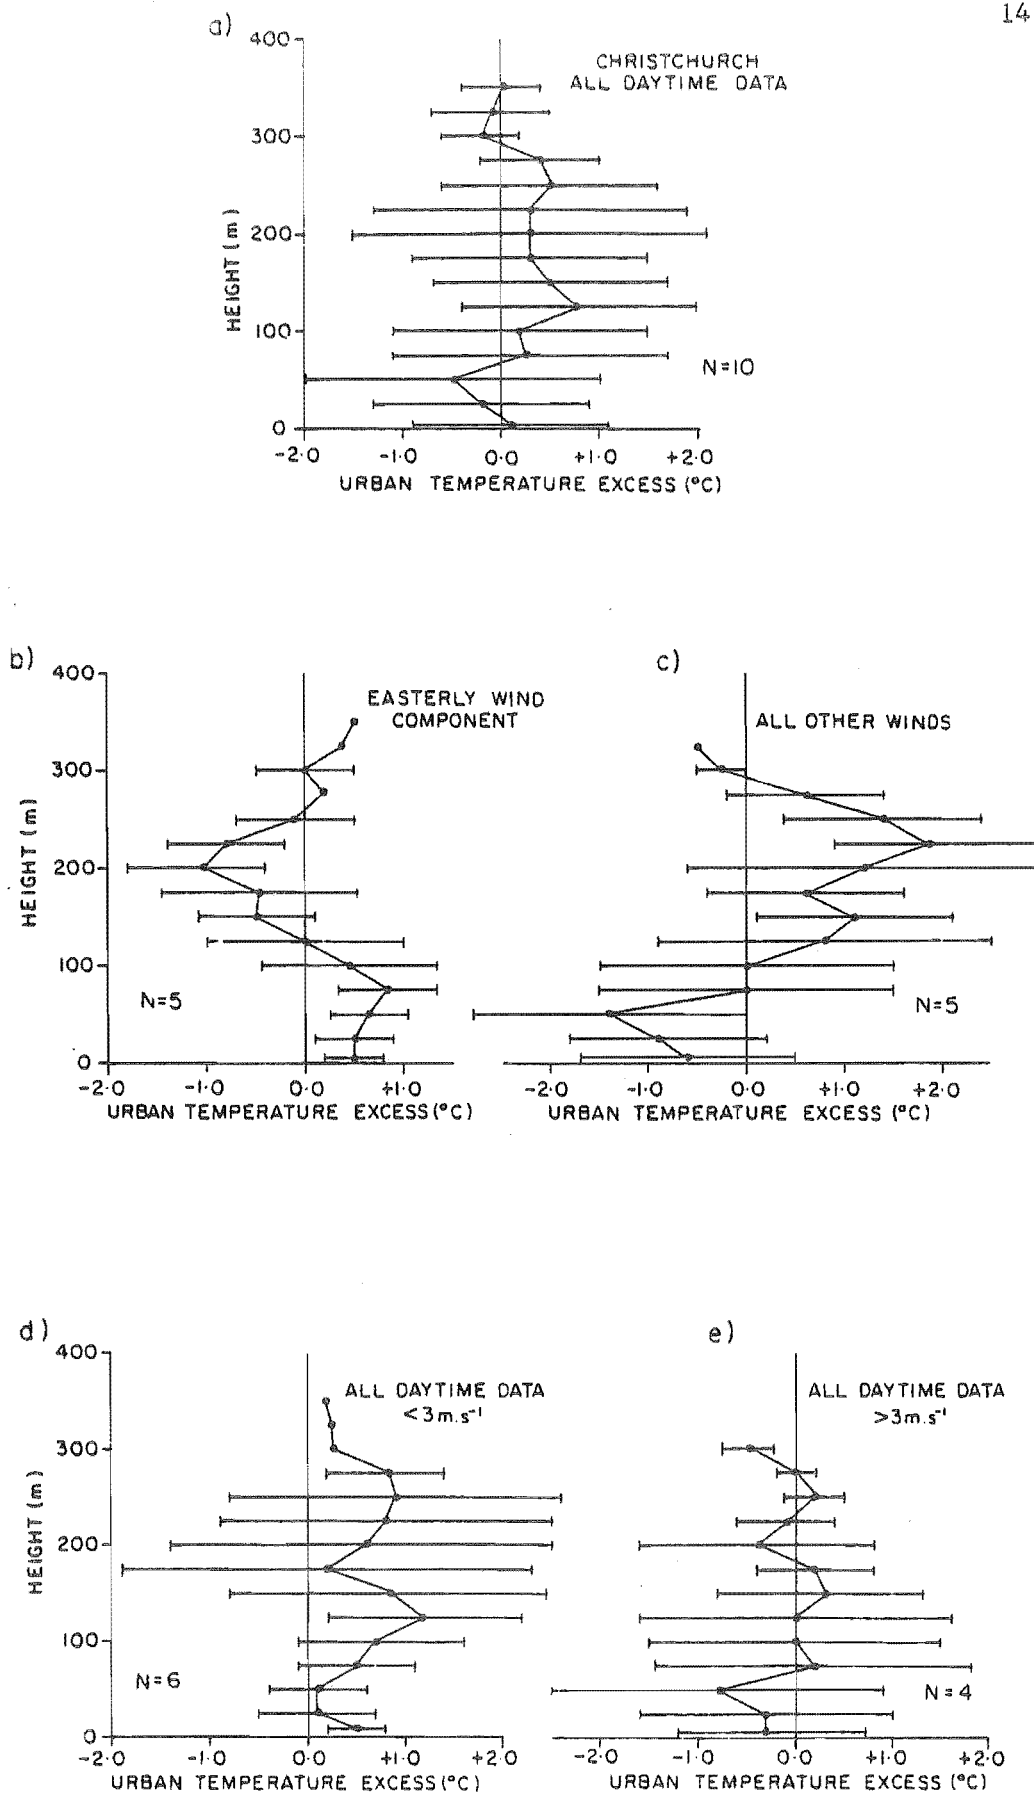 14
a)
CHRISTCHURCH
ALL DAYTIME DATA
400
300
200
100
0
HEIGHT (m)
N=10
-2·0 -1·0 0·0 +1·0 +2·0
URBAN TEMPERATURE EXCESS (°C)
b)
EASTERLY WIND
COMPONENT
400
300
200
100
0
HEIGHT (m)
N=5
-2·0 -1·0 0·0 +1·0
URBAN TEMPERATURE EXCESS (°C)
c)
ALL OTHER WINDS
N=5
-2·0 -1·0 0·0 +1·0 +2·0
URBAN TEMPERATURE EXCESS (°C)
d)
ALL DAYTIME DATA
<3m.s⁻¹
400
300
200
100
0
HEIGHT (m)
N=6
-2·0 -1·0 0·0 +1·0 +2·0
URBAN TEMPERATURE EXCESS (°C)
e)
ALL DAYTIME DATA
>3m.s⁻¹
N=4
-2·0 -1·0 0·0 +1·0 +2·0
URBAN TEMPERATURE EXCESS (°C)